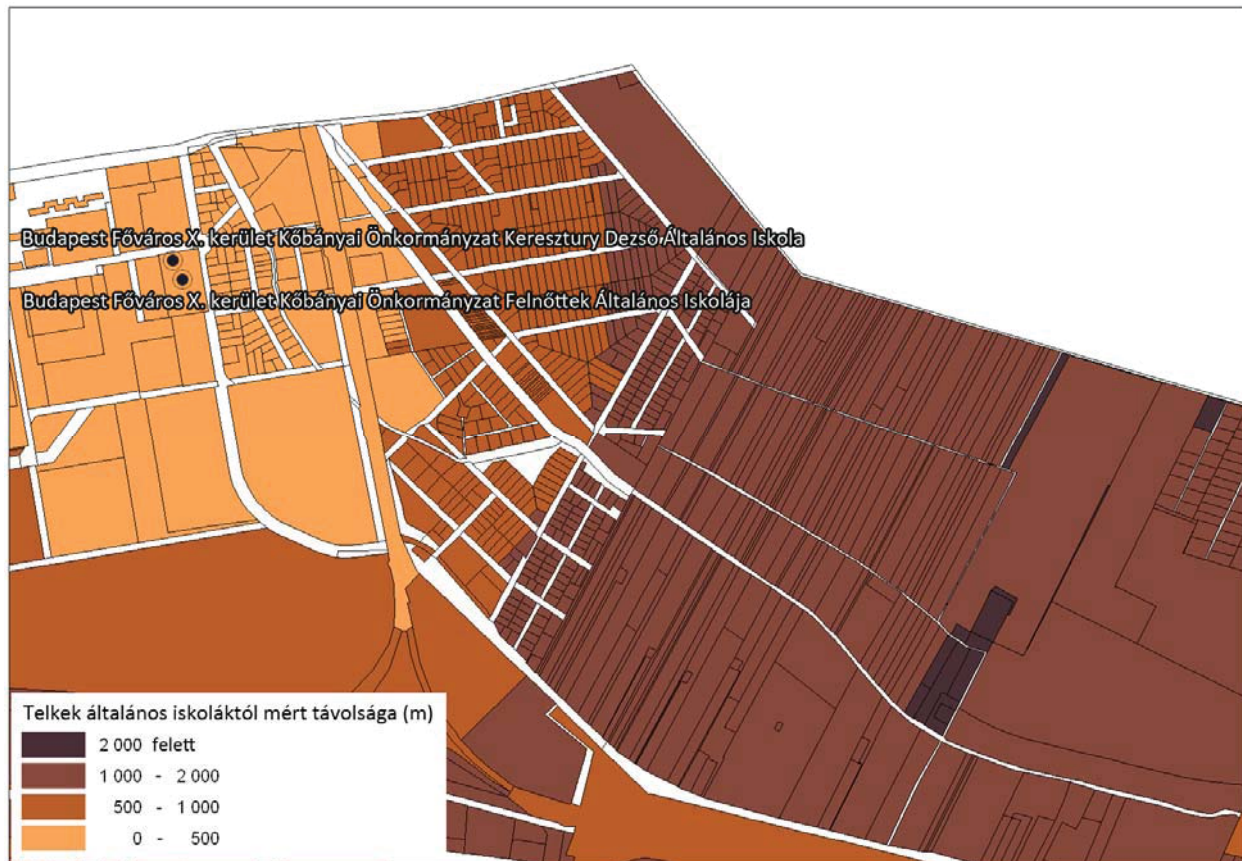 Budapest Főváros X. kerület Kőbányai Önkormányzat Keresztury Dezső Általános Iskola
Budapest Főváros X. kerület Kőbányai Önkormányzat Felnőttek Általános Iskolája
Telkek általános iskoláktól mért távolsága (m)
2 000 felett
1 000 - 2 000
500 - 1 000
0 - 500